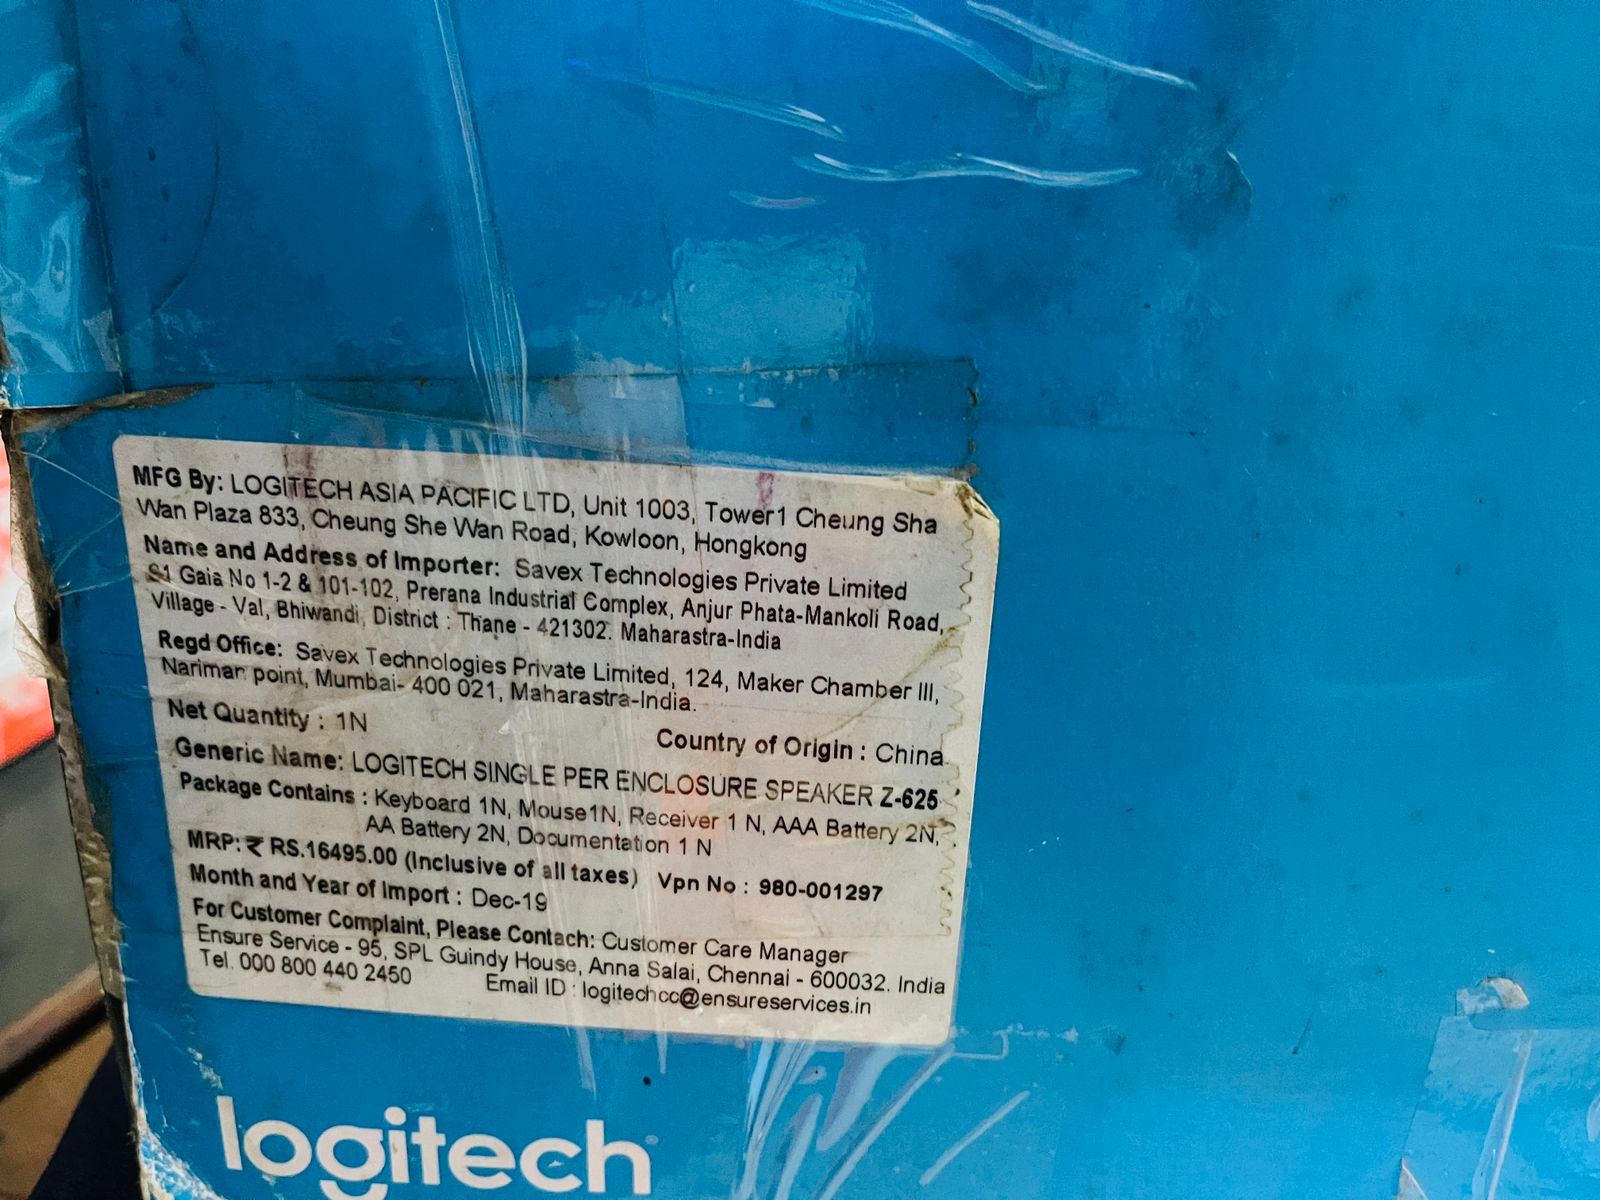 MFG By: LOGITECH ASIA PACIFIC LTD, Unit 1003, Tower1 Cheung Sha
Wan Plaza 833, Cheung She Wan Road, Kowloon, Hongkong
Name and Address of Importer: Savex Technologies Private Limited
S1 Gala No 1-2 & 101-102, Prerana Industrial Complex, Anjur Phata-Mankoli Road,
Village - Val, Bhiwandi, District : Thane - 421302. Maharastra-India
Regd Office: Savex Technologies Private Limited, 124, Maker Chamber III,
Nariman point, Mumbai- 400 021, Maharastra-India.
Net Quantity : 1N
Country of Origin : China
Generic Name: LOGITECH SINGLE PER ENCLOSURE SPEAKER Z-625
Package Contains : Keyboard 1N, Mouse1N, Receiver 1 N, AAA Battery 2N,
AA Battery 2N, Documentation 1 N
MRP: ₹ RS.16495.00 (Inclusive of all taxes) Vpn No : 980-001297
Month and Year of Import : Dec-19
For Customer Complaint, Please Contach: Customer Care Manager
Ensure Service - 95, SPL Guindy House, Anna Salai, Chennai - 600032. India
Tel. 000 800 440 2450 Email ID : logitechcc@ensureservices.in
logitech